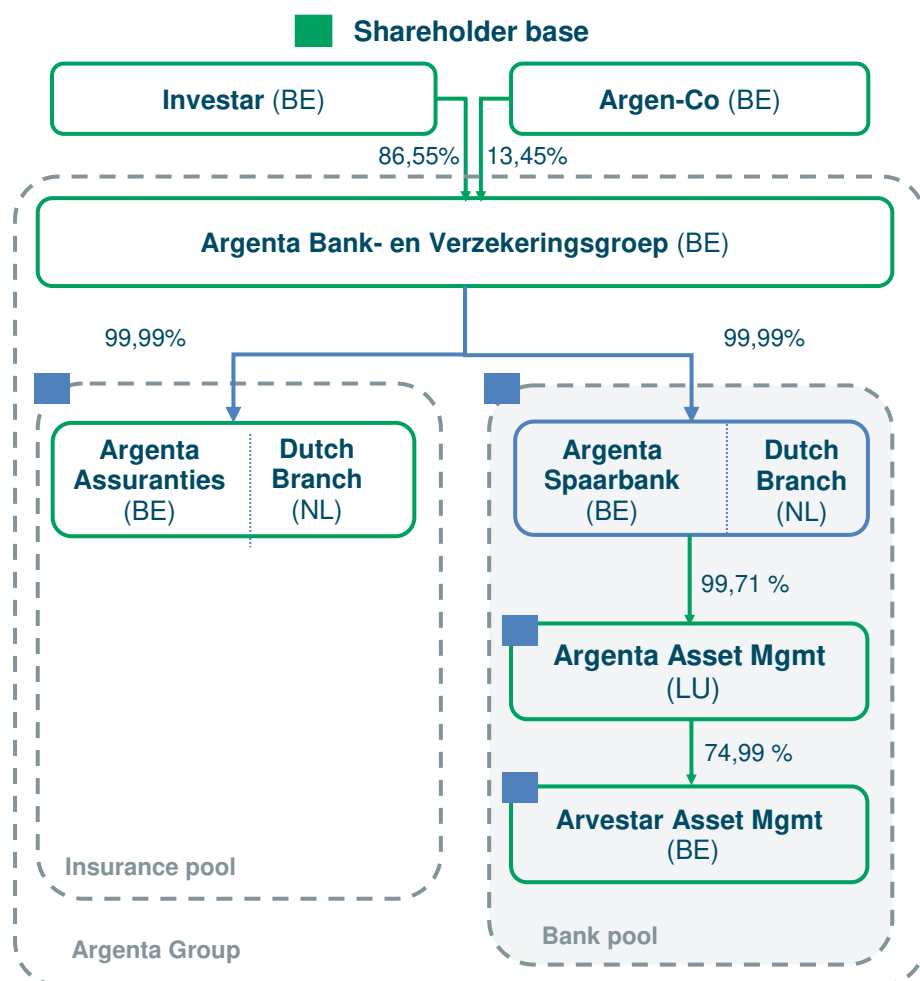 Shareholder base
Investar (BE)
Argen-Co (BE)
86,55%
13,45%
Argenta Bank- en Verzekeringsgroep (BE)
99,99%
99,99%
Argenta
Assuranties
(BE)
Dutch
Branch
(NL)
Argenta
Spaarbank
(BE)
Dutch
Branch
(NL)
99,71 %
Argenta Asset Mgmt
(LU)
74,99 %
Arvestar Asset Mgmt
(BE)
Insurance pool
Bank pool
Argenta Group